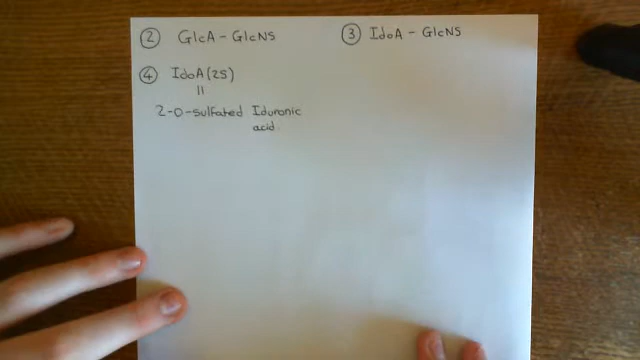 ② GlcA - GlcNS
③ IdoA - GlcNS
④ IdoA(2S)
=
2-O-sulfated Iduronic
acid